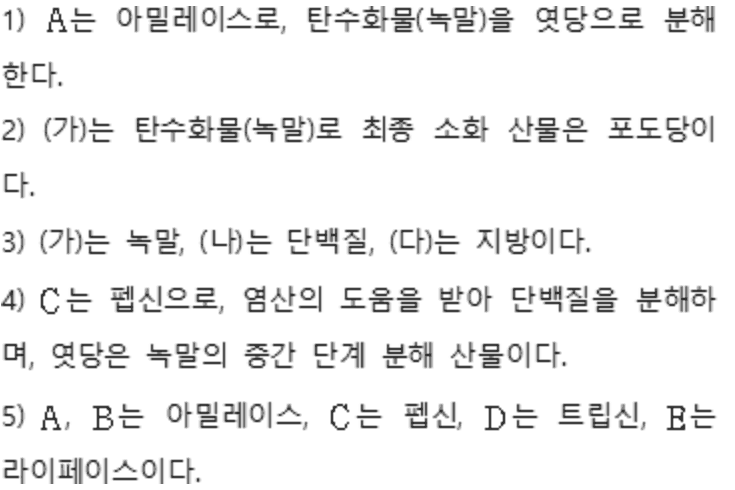 1) A는 아밀레이스로, 탄수화물(녹말)을 엿당으로 분해
한다.
2) (가)는 탄수화물(녹말)로 최종 소화 산물은 포도당이
다.
3) (가)는 녹말, (나)는 단백질, (다)는 지방이다.
4) C는 펩신으로, 염산의 도움을 받아 단백질을 분해하
며, 엿당은 녹말의 중간 단계 분해 산물이다.
5) A, B는 아밀레이스, C는 펩신, D는 트립신, E는
라이페이스이다.